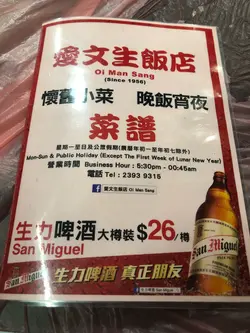 愛文生飯店
Oi Man Sang
(Since 1956)
懷舊小菜 晚飯宵夜
菜譜
星期一至日及公眾假期(農曆年初一至年初七除外)
Mon-Sun & Public Holiday (Except The First Week of Lunar New Year)
營業時間 Business Hour : 5:30pm - 00:45am
電話 Tel : 2393 9315
愛文生飯店 Oi Man Sang
生力啤酒大樽裝$26/樽
San Miguel
San Miguel
生力啤酒 真正朋友